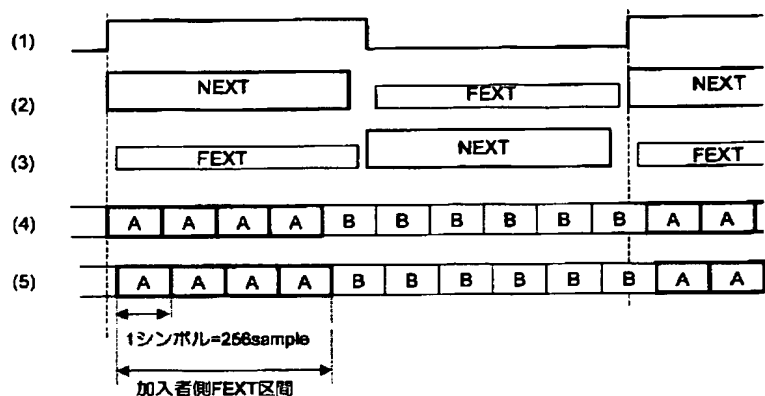 (1)
(2) NEXT FEXT NEXT
(3) FEXT NEXT FEXT
(4) A A A A B B B B B B A A
(5) A A A A B B B B B B A A
1シンボル=256sample
加入者側FEXT区間